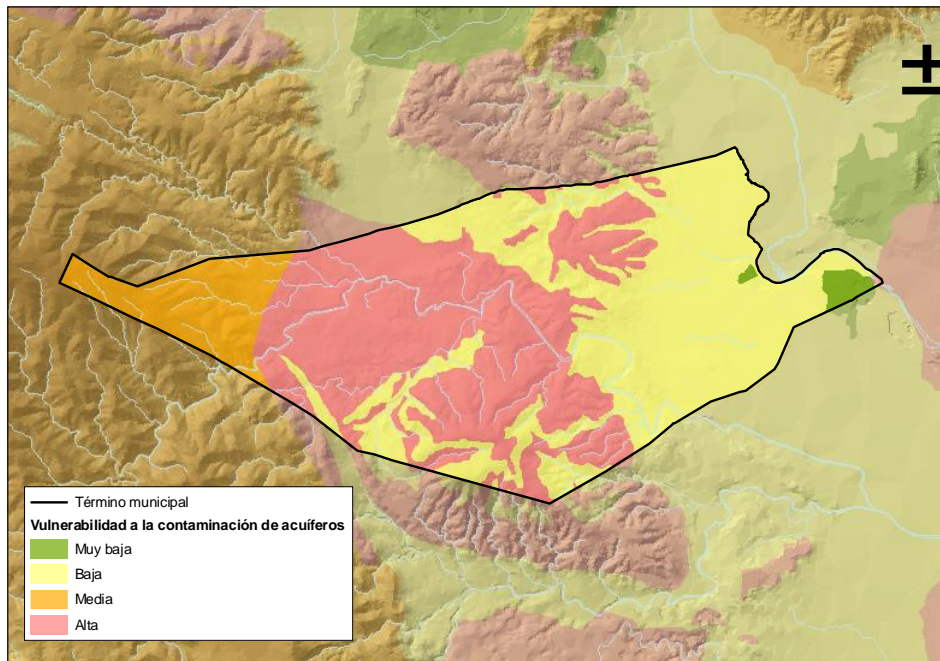 Término municipal
Vulnerabilidad a la contaminación de acuíferos
Muy baja
Baja
Media
Alta